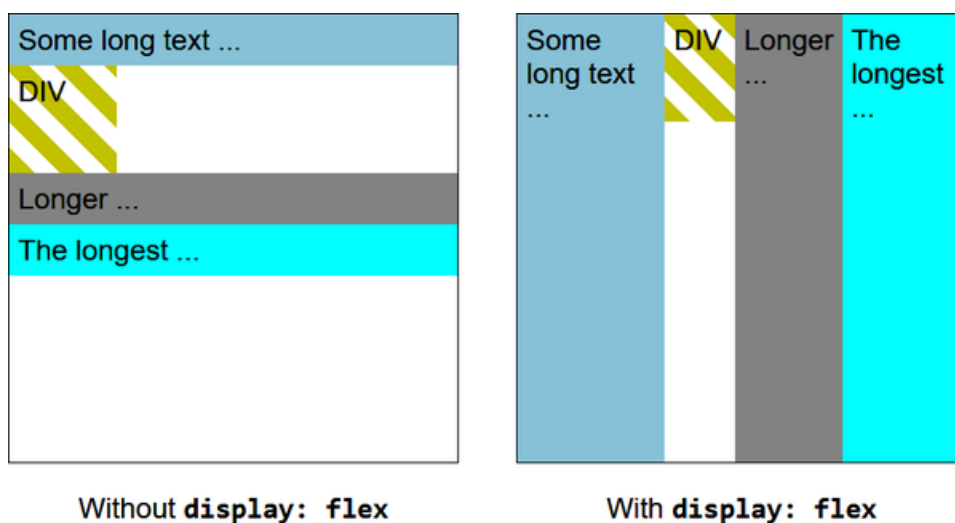 Some long text ...
DIV
Longer ...
The longest ...
Without display: flex
Some
long text
...
DIV
Longer
...
The
longest
...
With display: flex